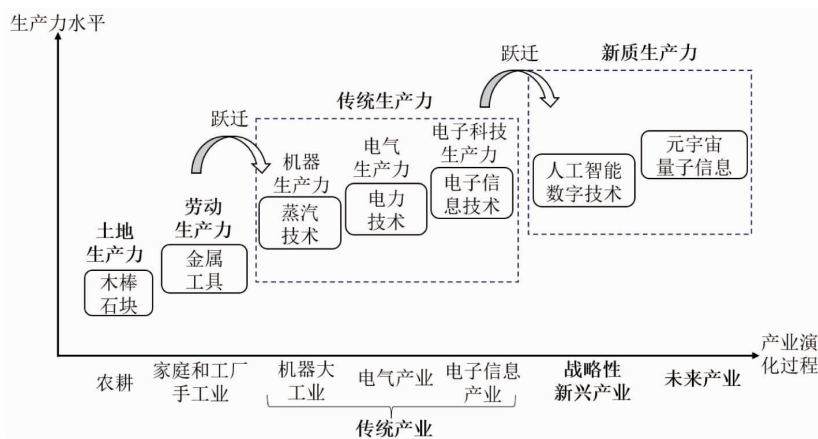 生产力水平
跃迁
新质生产力
传统生产力
跃迁
电子科技
生产力
电气
生产力
机器
生产力
元宇宙
量子信息
人工智能
数字技术
电子信
息技术
电力
技术
蒸汽
技术
劳动
生产力
金属
工具
土地
生产力
木棒
石块
产业演
化过程
农耕
家庭和工厂
手工业
机器大
工业
电气产业
电子信息
产业
战略性
新兴产业
未来产业
传统产业